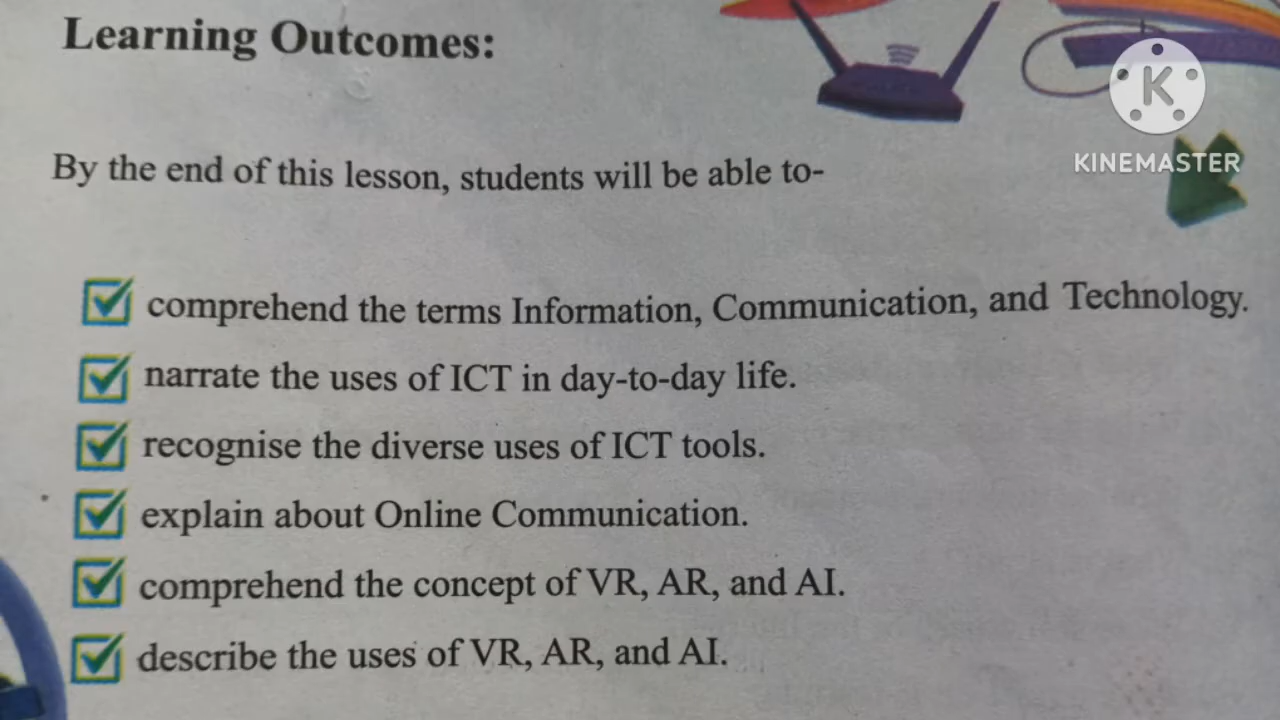 Learning Outcomes:
K
KINEMASTER
By the end of this lesson, students will be able to-
comprehend the terms Information, Communication, and Technology.
narrate the uses of ICT in day-to-day life.
recognise the diverse uses of ICT tools.
explain about Online Communication.
comprehend the concept of VR, AR, and AI.
describe the uses of VR, AR, and AI.